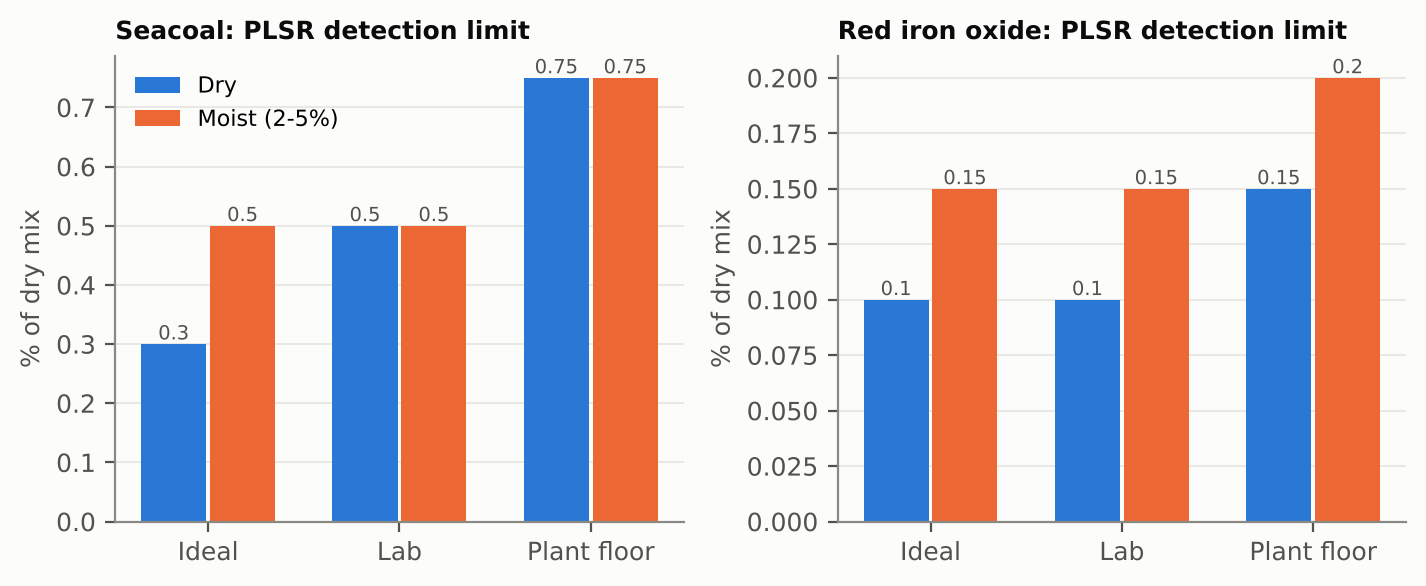 Seacoal: PLSR detection limit
Dry
Moist (2-5%)
% of dry mix
0.7
0.6
0.5
0.4
0.3
0.2
0.1
0.0
0.3
0.5
0.5
0.5
0.75
0.75
Ideal
Lab
Plant floor
Red iron oxide: PLSR detection limit
% of dry mix
0.200
0.175
0.150
0.125
0.100
0.075
0.050
0.025
0.000
0.1
0.15
0.1
0.15
0.15
0.2
Ideal
Lab
Plant floor